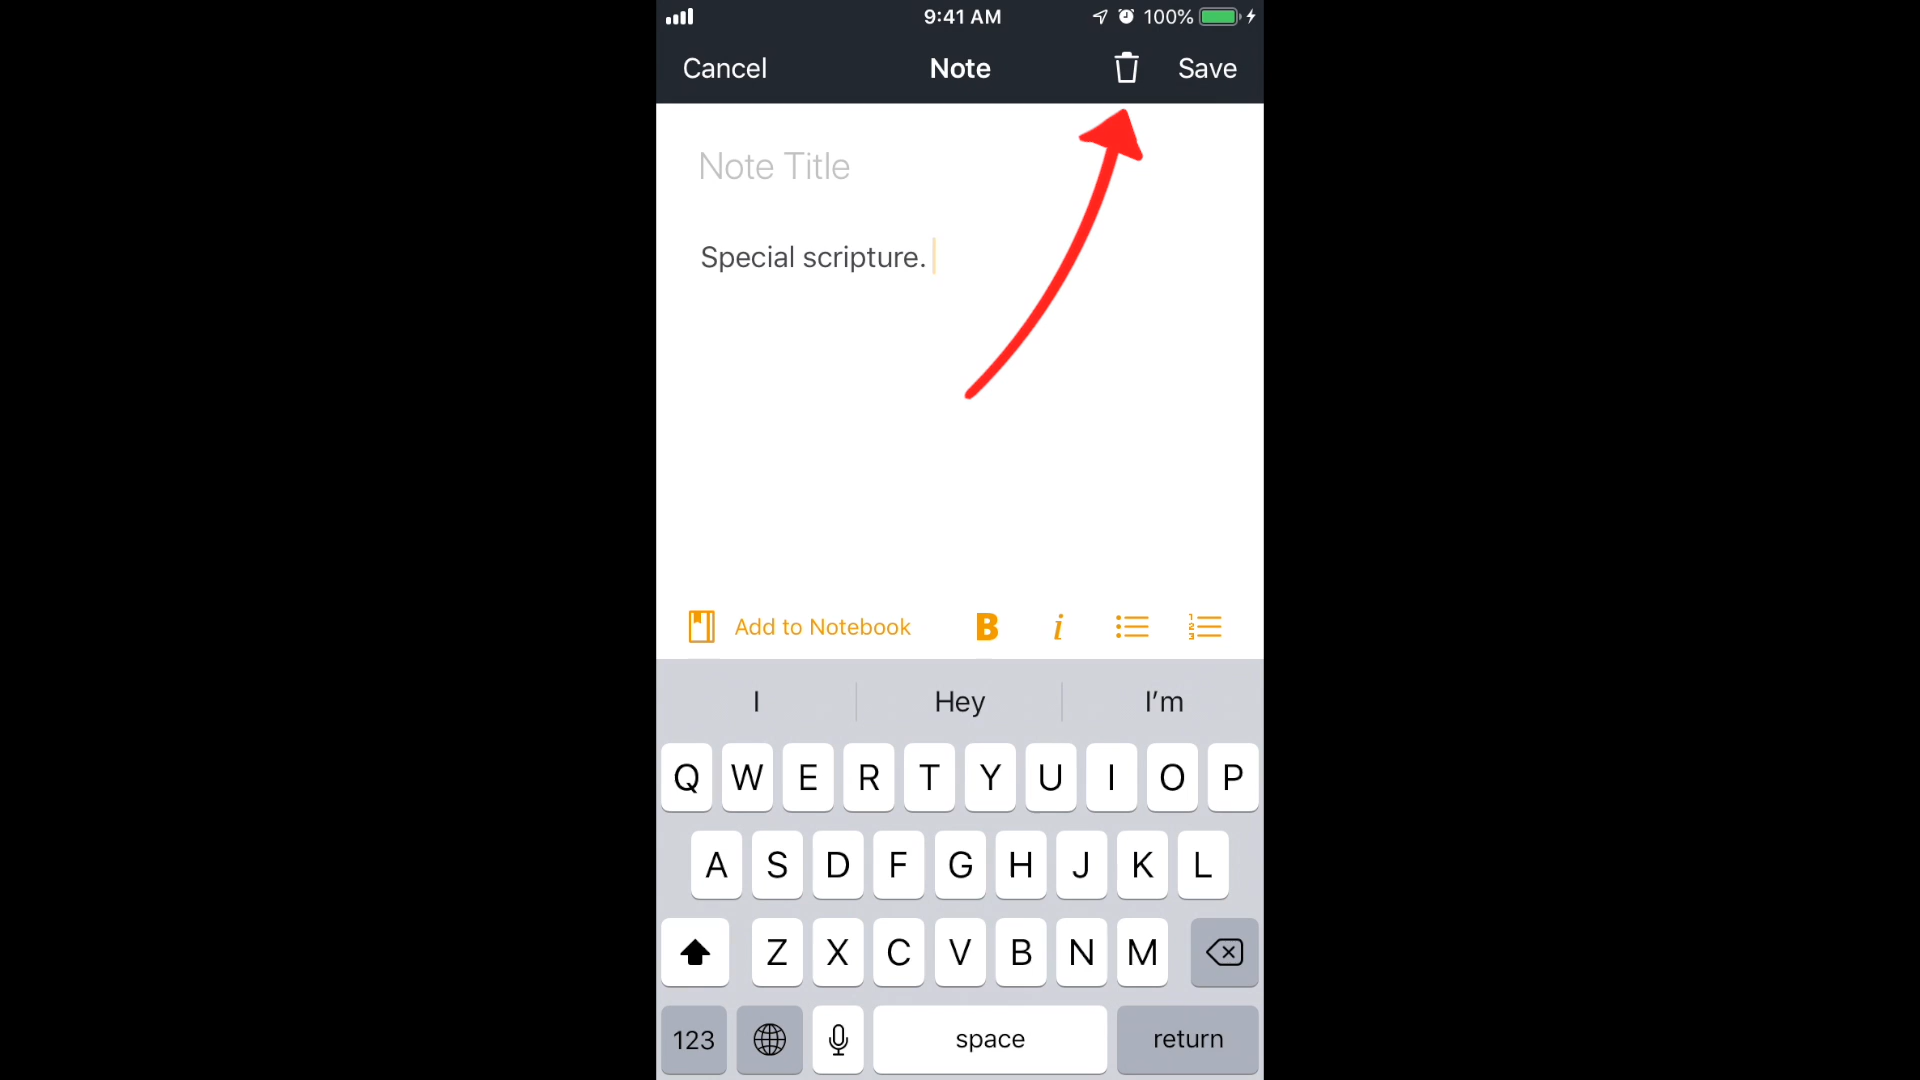 9:41 AM 100%
Cancel Note Save
Note Title
Special scripture.
Add to Notebook B i
I Hey I'm
Q W E R T Y U I O P
A S D F G H J K L
Z X C V B N M
123 space return